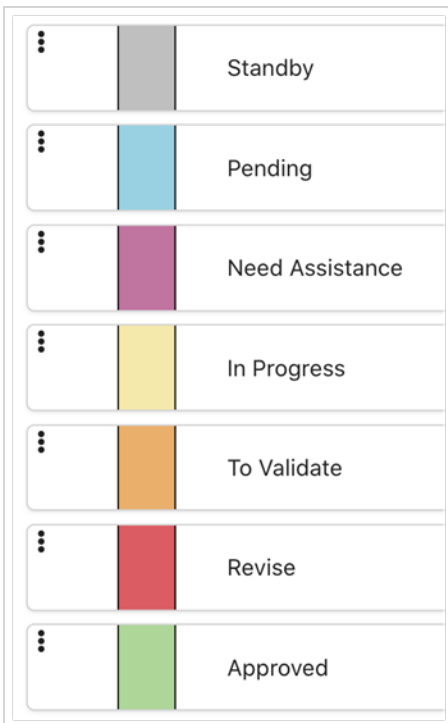 Standby
Pending
Need Assistance
In Progress
To Validate
Revise
Approved